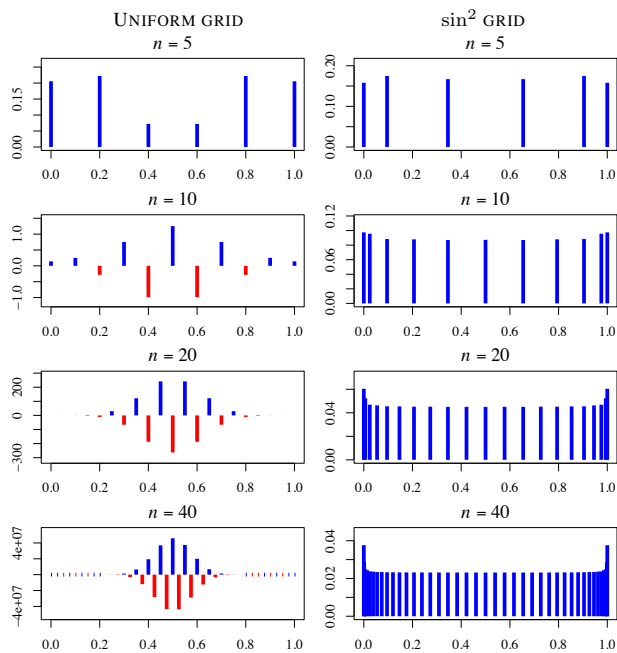 UNIFORM GRID
n = 5
0.00 0.15
0.0 0.2 0.4 0.6 0.8 1.0
n = 10
−1.0 0.0 1.0
0.0 0.2 0.4 0.6 0.8 1.0
n = 20
−300 0 200
0.0 0.2 0.4 0.6 0.8 1.0
n = 40
−4e+07 4e+07
0.0 0.2 0.4 0.6 0.8 1.0
sin² GRID
n = 5
0.00 0.10 0.20
0.0 0.2 0.4 0.6 0.8 1.0
n = 10
0.00 0.06 0.12
0.0 0.2 0.4 0.6 0.8 1.0
n = 20
0.00 0.04
0.0 0.2 0.4 0.6 0.8 1.0
n = 40
0.00 0.02 0.04
0.0 0.2 0.4 0.6 0.8 1.0